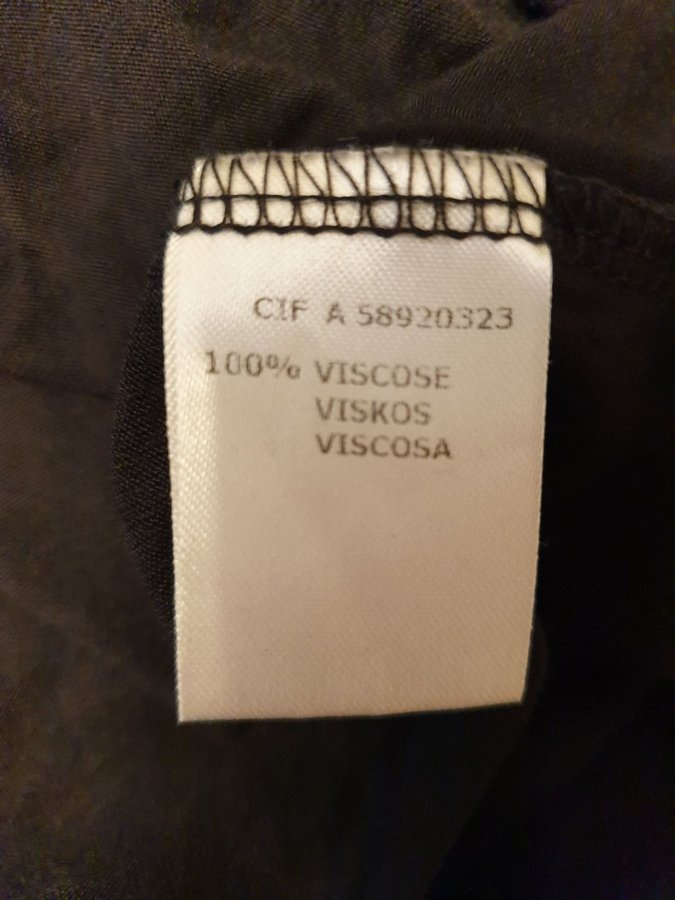 CIF A 58920323
100% VISCOSE
VISKOS
VISCOSA